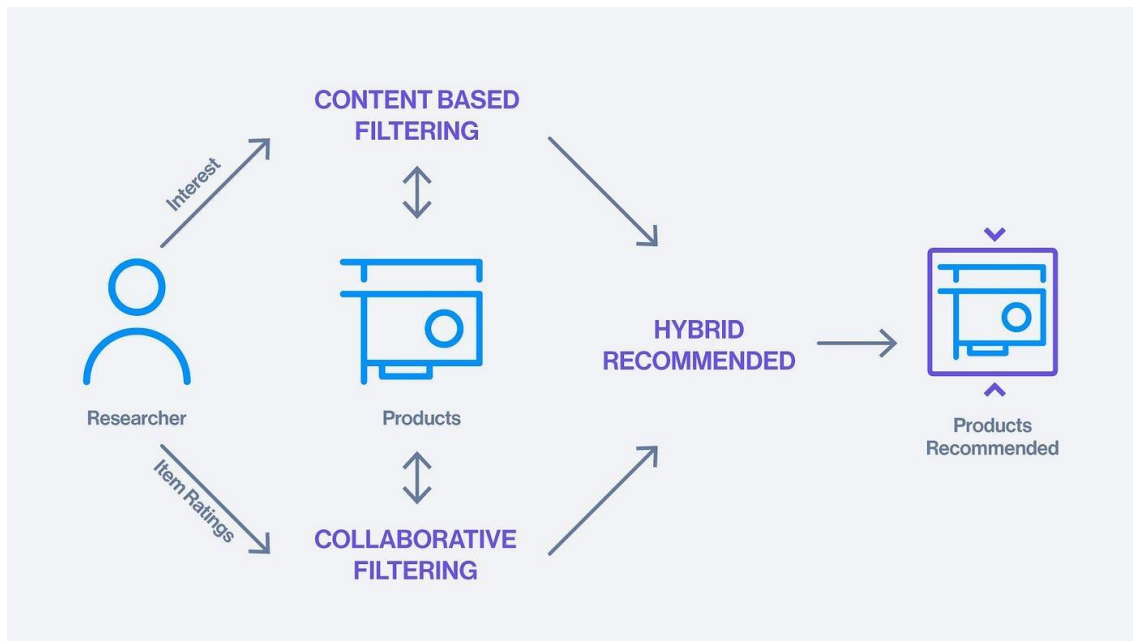 CONTENT BASED
FILTERING
Interest
Researcher
Products
HYBRID
RECOMMENDED
Products
Recommended
Item Ratings
COLLABORATIVE
FILTERING